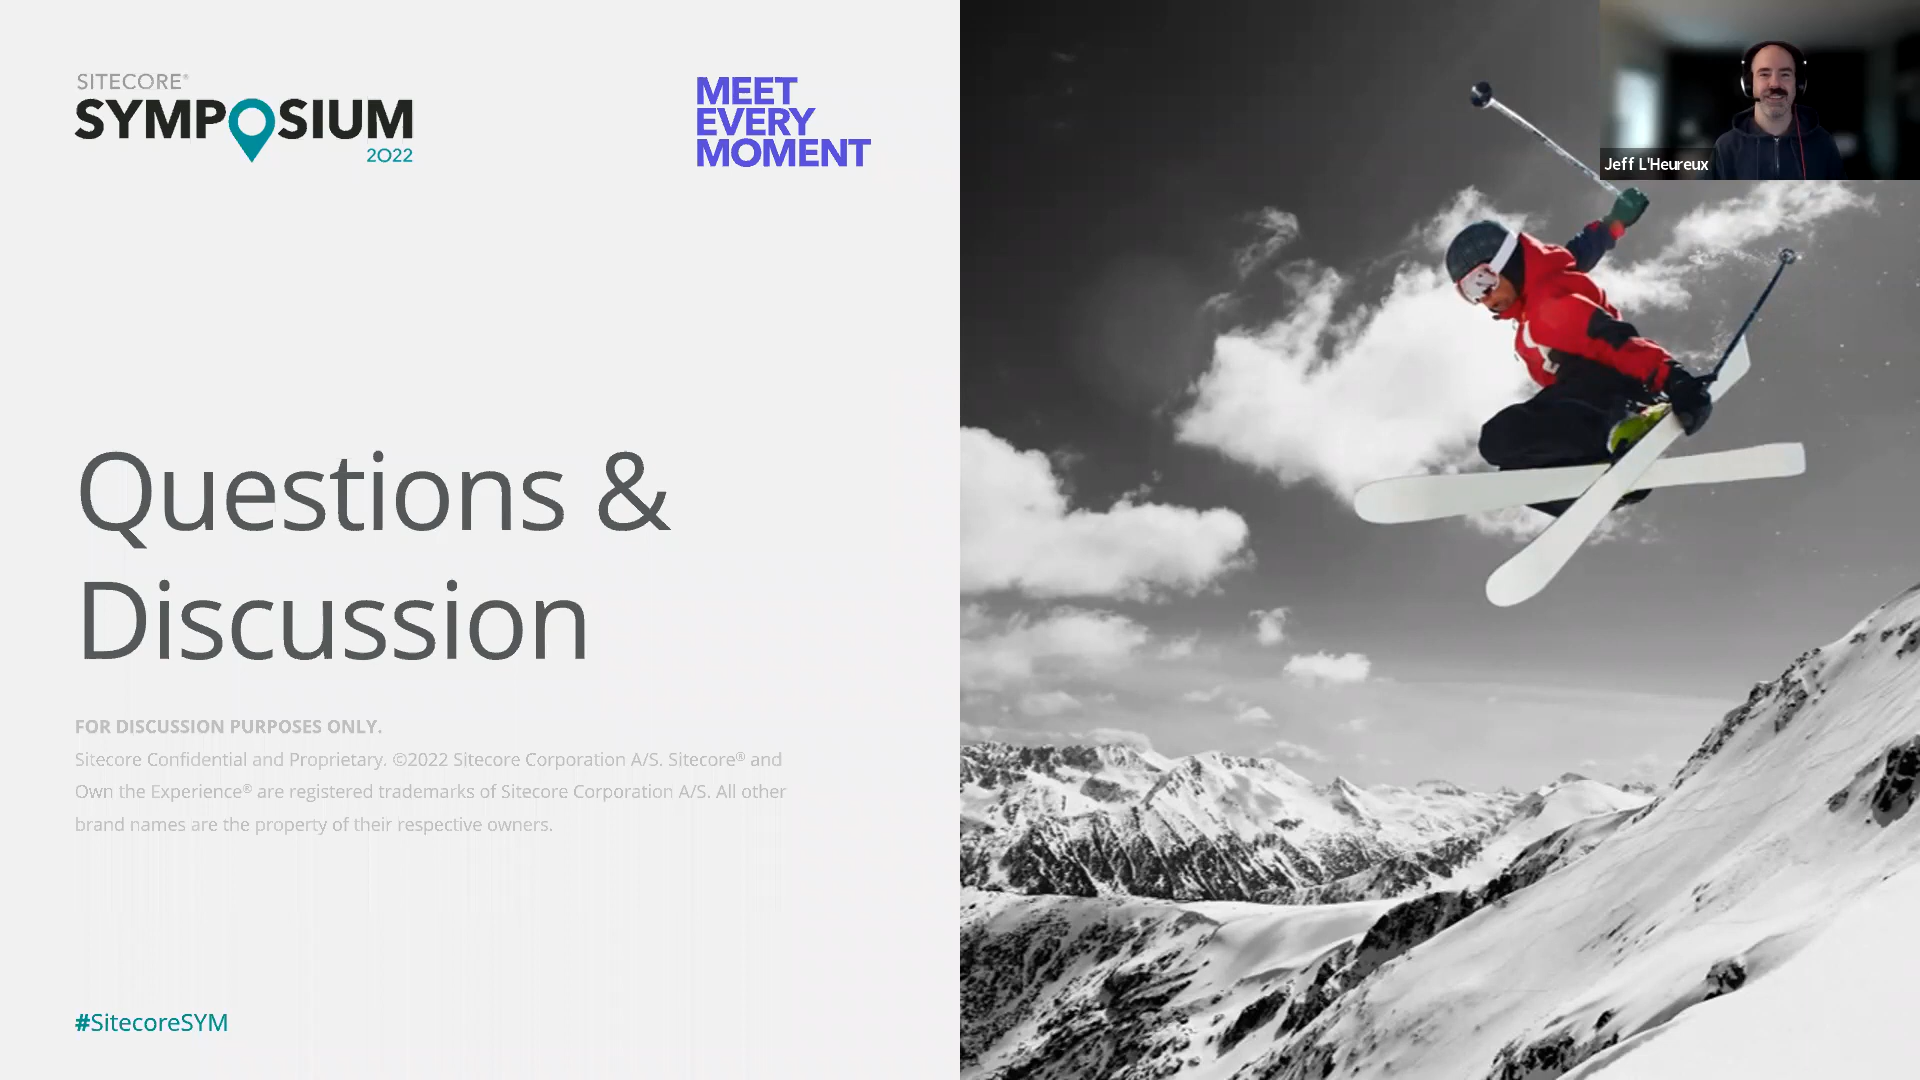 SITECORE®
SYMPOSIUM
2022
MEET
EVERY
MOMENT
Jeff L'Heureux
Questions &
Discussion
FOR DISCUSSION PURPOSES ONLY.
Sitecore Confidential and Proprietary. ©2022 Sitecore Corporation A/S. Sitecore® and
Own the Experience® are registered trademarks of Sitecore Corporation A/S. All other
brand names are the property of their respective owners.
#SitecoreSYM